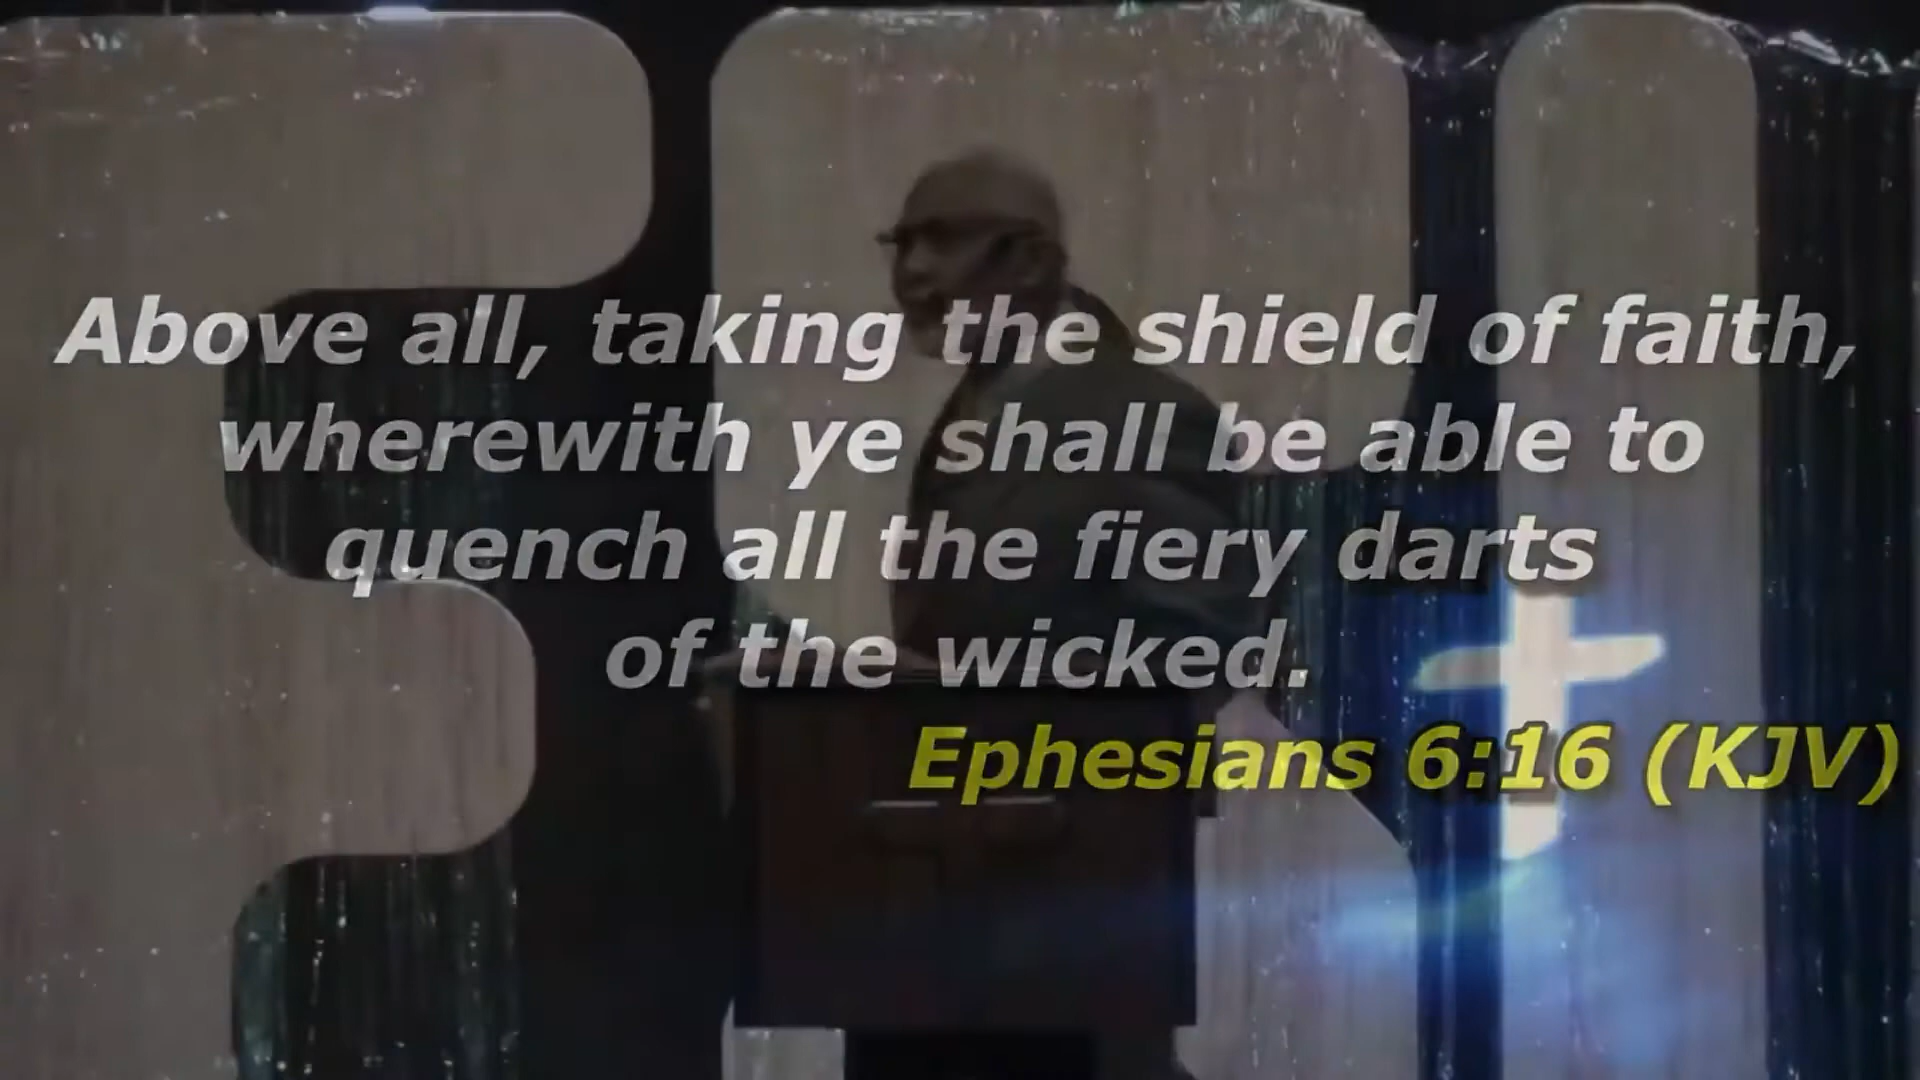 Above all, taking the shield of faith,
wherewith ye shall be able to
quench all the fiery darts
of the wicked.
Ephesians 6:16 (KJV)